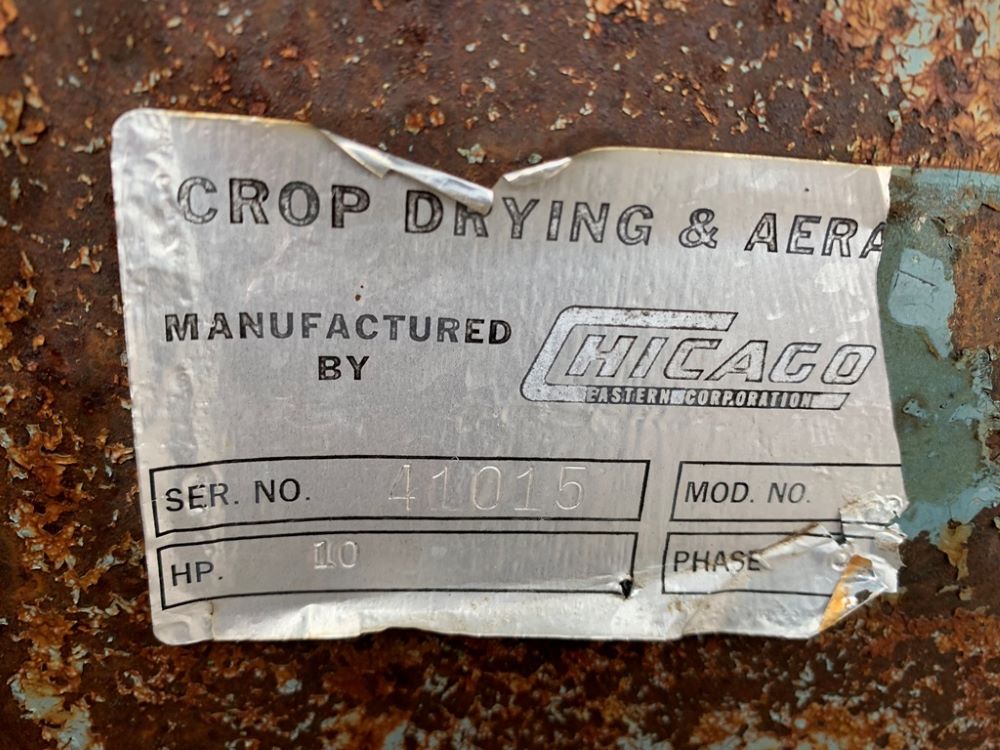 CROP DRYING & AERA
MANUFACTURED
BY
CHICAGO
EASTERN CORPORATION
SER. NO. 41015 MOD. NO.
HP. 10 PHASE